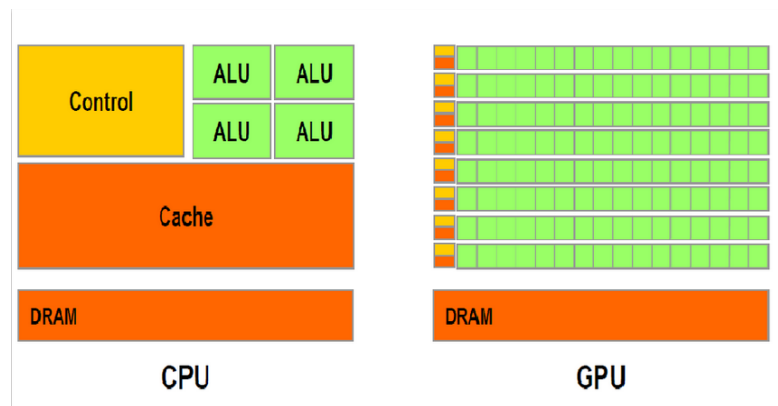 Control
ALU ALU
ALU ALU
Cache
DRAM
CPU
DRAM
GPU